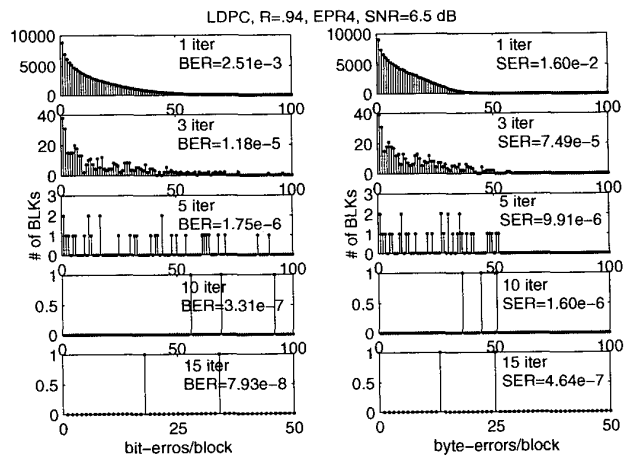 LDPC, R=.94, EPR4, SNR=6.5 dB
10000
5000
0
0 50 100
1 iter
BER=2.51e-3
10000
5000
0
0 50 100
1 iter
SER=1.60e-2
40
20
0
0 50 100
3 iter
BER=1.18e-5
40
20
0
0 50 100
3 iter
SER=7.49e-5
# of BLKs
3
2
1
0
0 50 100
5 iter
BER=1.75e-6
# of BLKs
3
2
1
0
0 50 100
5 iter
SER=9.91e-6
1
0.5
0
0 50 100
10 iter
BER=3.31e-7
1
0.5
0
0 50 100
10 iter
SER=1.60e-6
1
0.5
0
0 25 50
15 iter
BER=7.93e-8
bit-erros/block
1
0.5
0
0 25 50
15 iter
SER=4.64e-7
byte-errors/block